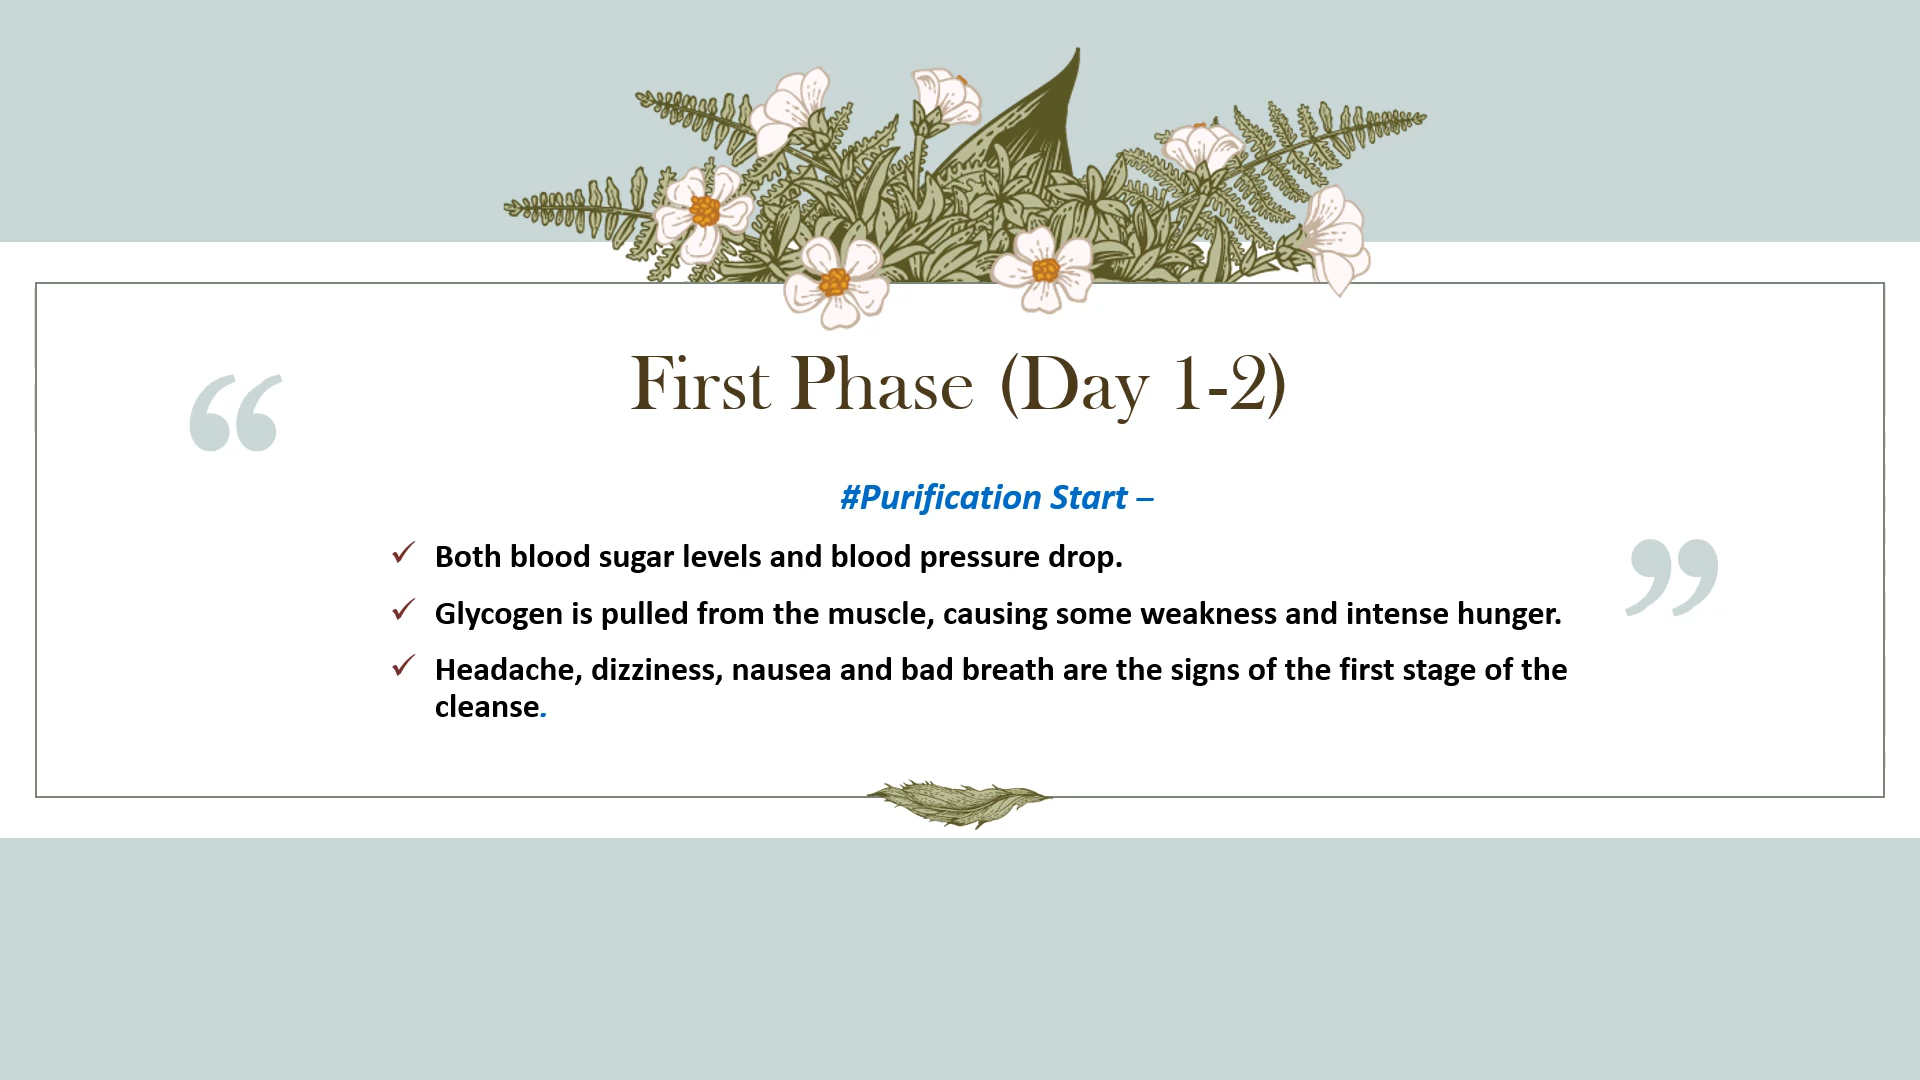 First Phase (Day 1-2)
“
#Purification Start –
✓ Both blood sugar levels and blood pressure drop.
✓ Glycogen is pulled from the muscle, causing some weakness and intense hunger.
✓ Headache, dizziness, nausea and bad breath are the signs of the first stage of the
cleanse.
”